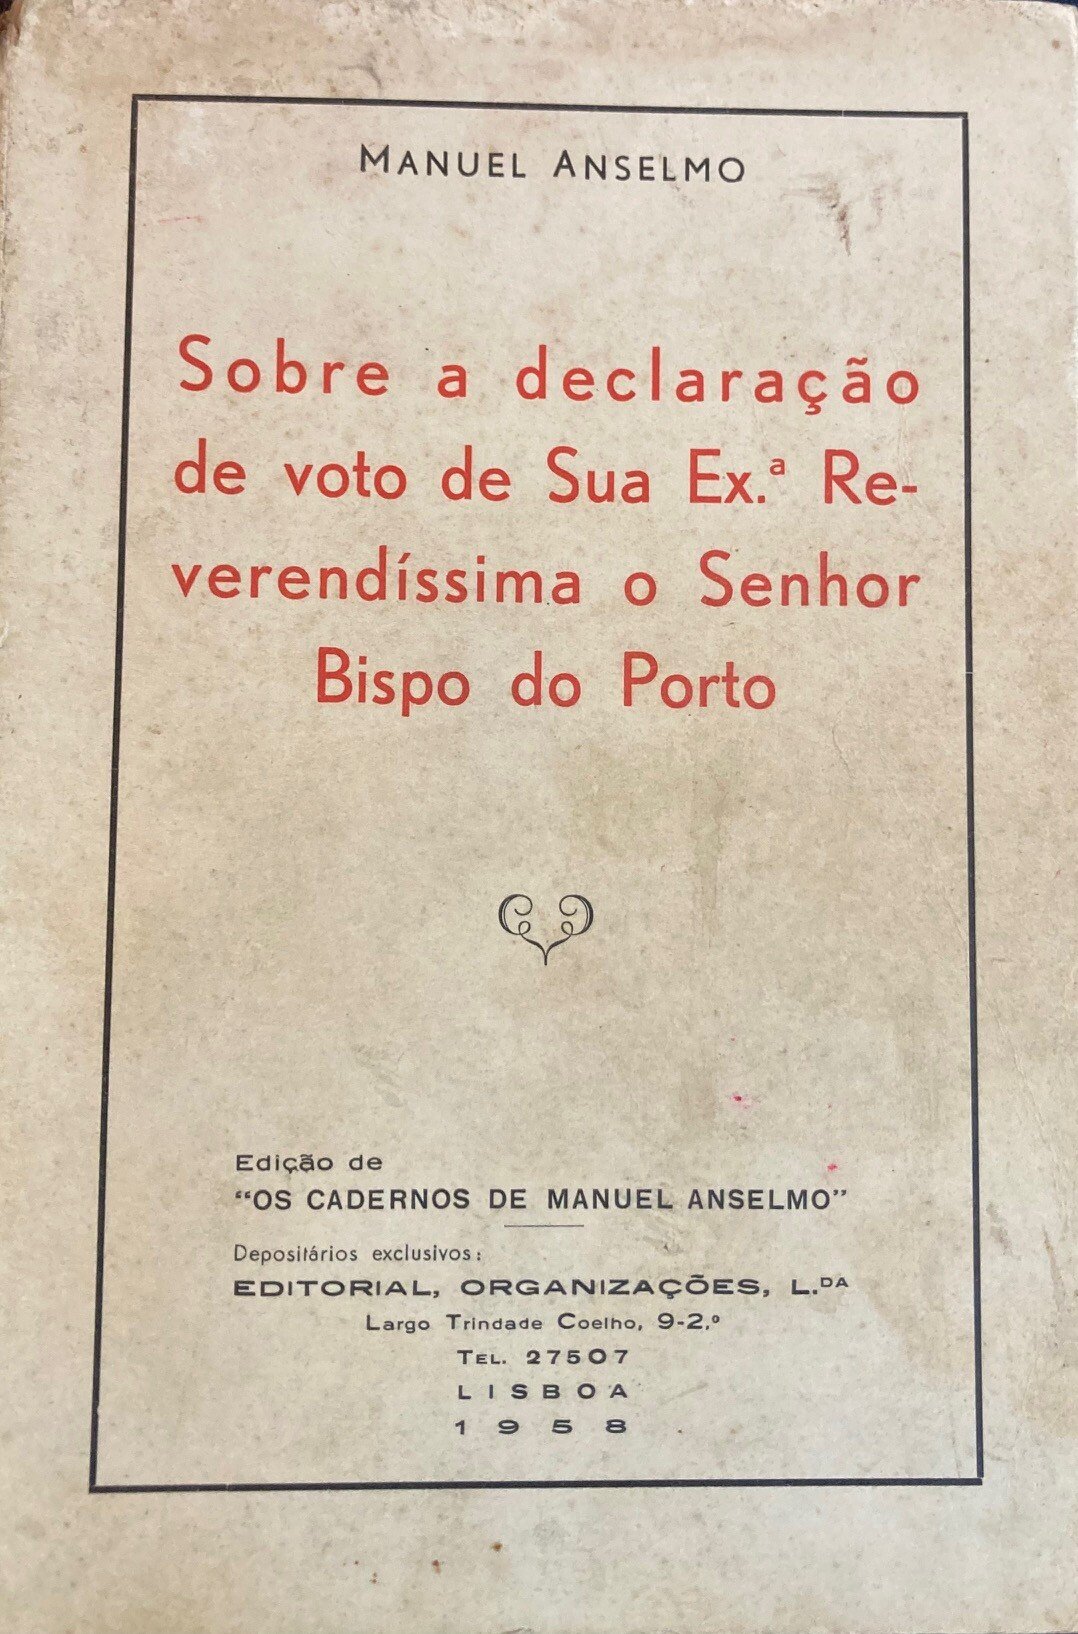 MANUEL ANSELMO
Sobre a declaração
de voto de Sua Ex.ª Re-
verendíssima o Senhor
Bispo do Porto
Edição de
"OS CADERNOS DE MANUEL ANSELMO"
Depositários exclusivos:
EDITORIAL, ORGANIZAÇÕES, L.DA
Largo Trindade Coelho, 9-2.º
TEL. 27507
LISBOA
1958